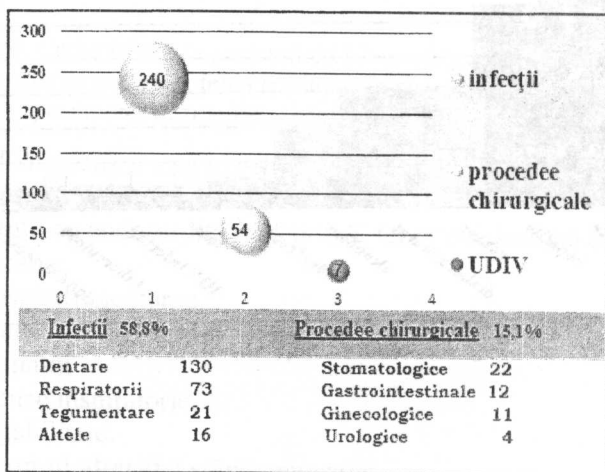 300
250
200
150
100
50
0
0 1 2 3 4
240
54
7
infecţii
procedee
chirurgicale
UDIV
Infectii 58,8% Procedee chirurgicale 15,1%
Dentare 130 Stomatologice 22
Respiratorii 73 Gastrointestinale 12
Tegumentare 21 Ginecologice 11
Altele 16 Urologice 4